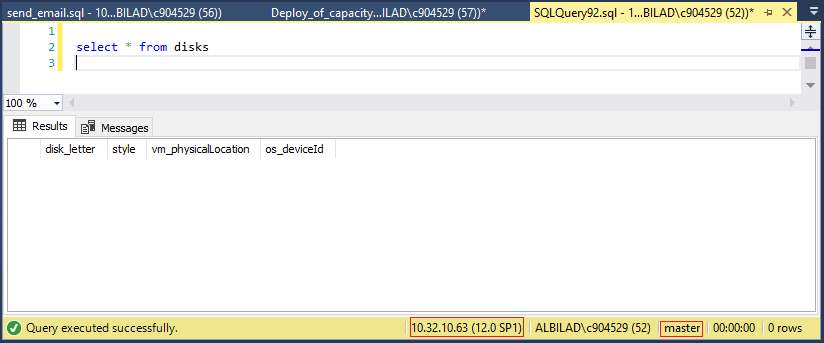 send_email.sql - 10...BILAD\c904529 (56))
Deploy_of_capacity...ILAD\c904529 (57))*
SQLQuery92.sql - 1...BILAD\c904529 (52))*
1
2 select * from disks
3
100 %
Results
Messages
disk_letter style vm_physicalLocation os_deviceId
Query executed successfully.
10.32.10.63 (12.0 SP1)
ALBILAD\c904529 (52)
master
00:00:00
0 rows